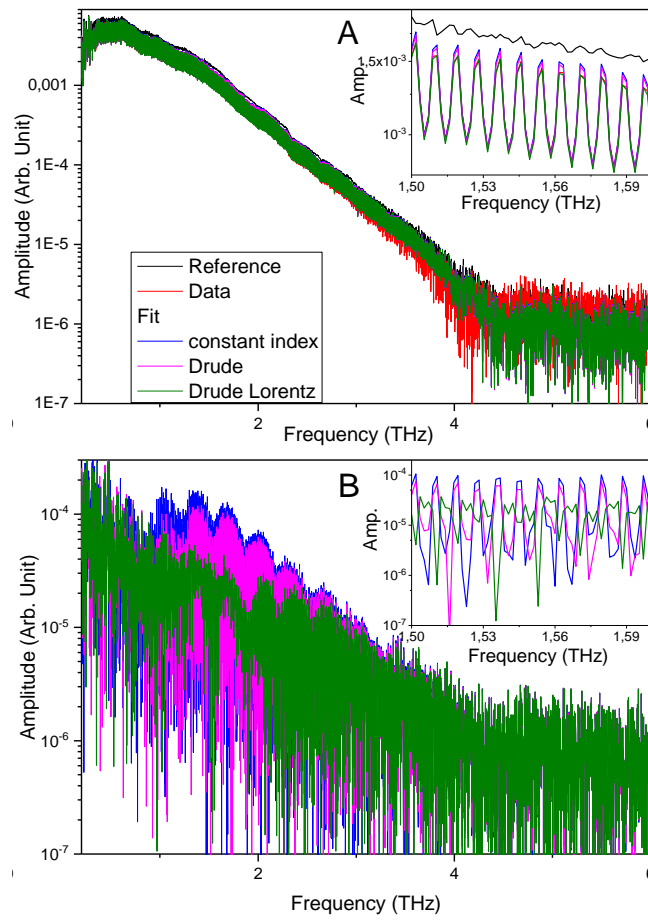 A
0,001
1E-4
1E-5
1E-6
1E-7
Amplitude (Arb. Unit)
2
4
6
Frequency (THz)
Reference
Data
Fit
constant index
Drude
Drude Lorentz
Amp.
1,5x10⁻³
10⁻³
1,50
1,53
1,56
1,59
Frequency (THz)
B
10⁻⁴
10⁻⁵
10⁻⁶
10⁻⁷
Amplitude (Arb. Unit)
2
4
Frequency (THz)
Amp.
10⁻⁴
10⁻⁵
10⁻⁶
10⁻⁷
1,50
1,53
1,56
1,59
Frequency (THz)